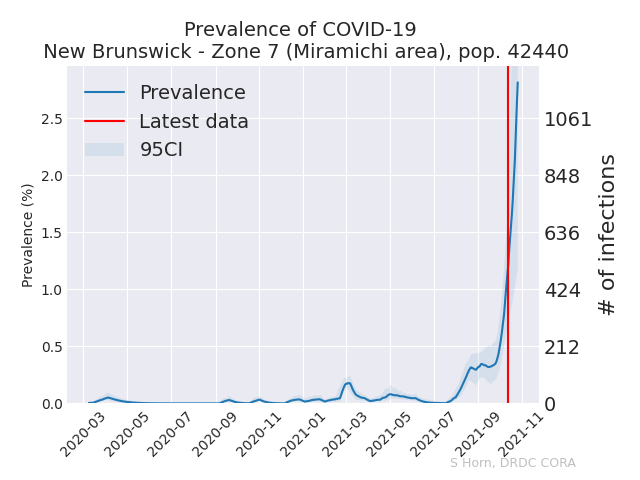 Prevalence of COVID-19
New Brunswick - Zone 7 (Miramichi area), pop. 42440
Prevalence
Latest data
95CI
Prevalence (%)
2.5
2.0
1.5
1.0
0.5
0.0
1061
848
636
424
212
0
# of infections
2020-03
2020-05
2020-07
2020-09
2020-11
2021-01
2021-03
2021-05
2021-07
2021-09
2021-11
S Horn, DRDC CORA